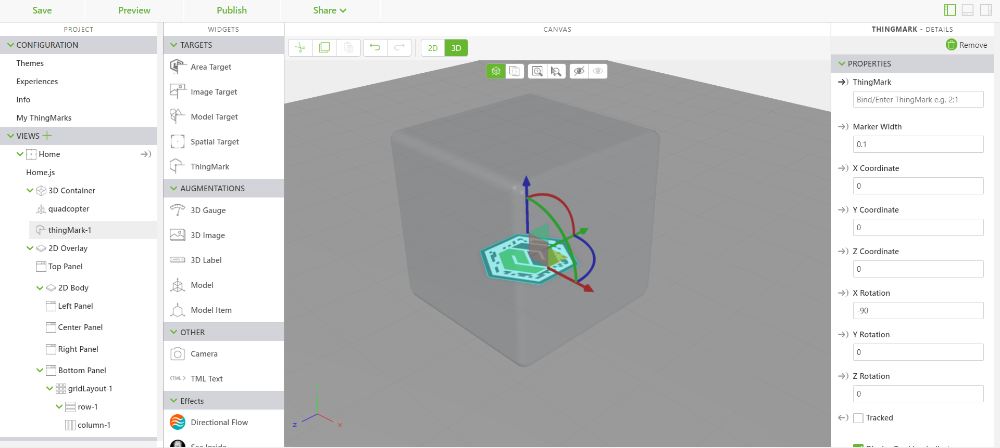 Save
Preview
Publish
Share
PROJECT
CONFIGURATION
Themes
Experiences
Info
My ThingMarks
VIEWS
Home
Home.js
3D Container
quadcopter
thingMark-1
2D Overlay
Top Panel
2D Body
Left Panel
Center Panel
Right Panel
Bottom Panel
gridLayout-1
row-1
column-1
WIDGETS
TARGETS
Area Target
Image Target
Model Target
Spatial Target
ThingMark
AUGMENTATIONS
3D Gauge
3D Image
LABEL
3D Label
Model
Model Item
OTHER
Camera
<TML>
TML Text
Effects
Directional Flow
See Inside
CANVAS
2D
3D
Z
X
THINGMARK - DETAILS
Remove
PROPERTIES
ThingMark
Bind/Enter ThingMark e.g. 2:1
Marker Width
0.1
X Coordinate
0
Y Coordinate
0
Z Coordinate
0
X Rotation
-90
Y Rotation
0
Z Rotation
0
Tracked